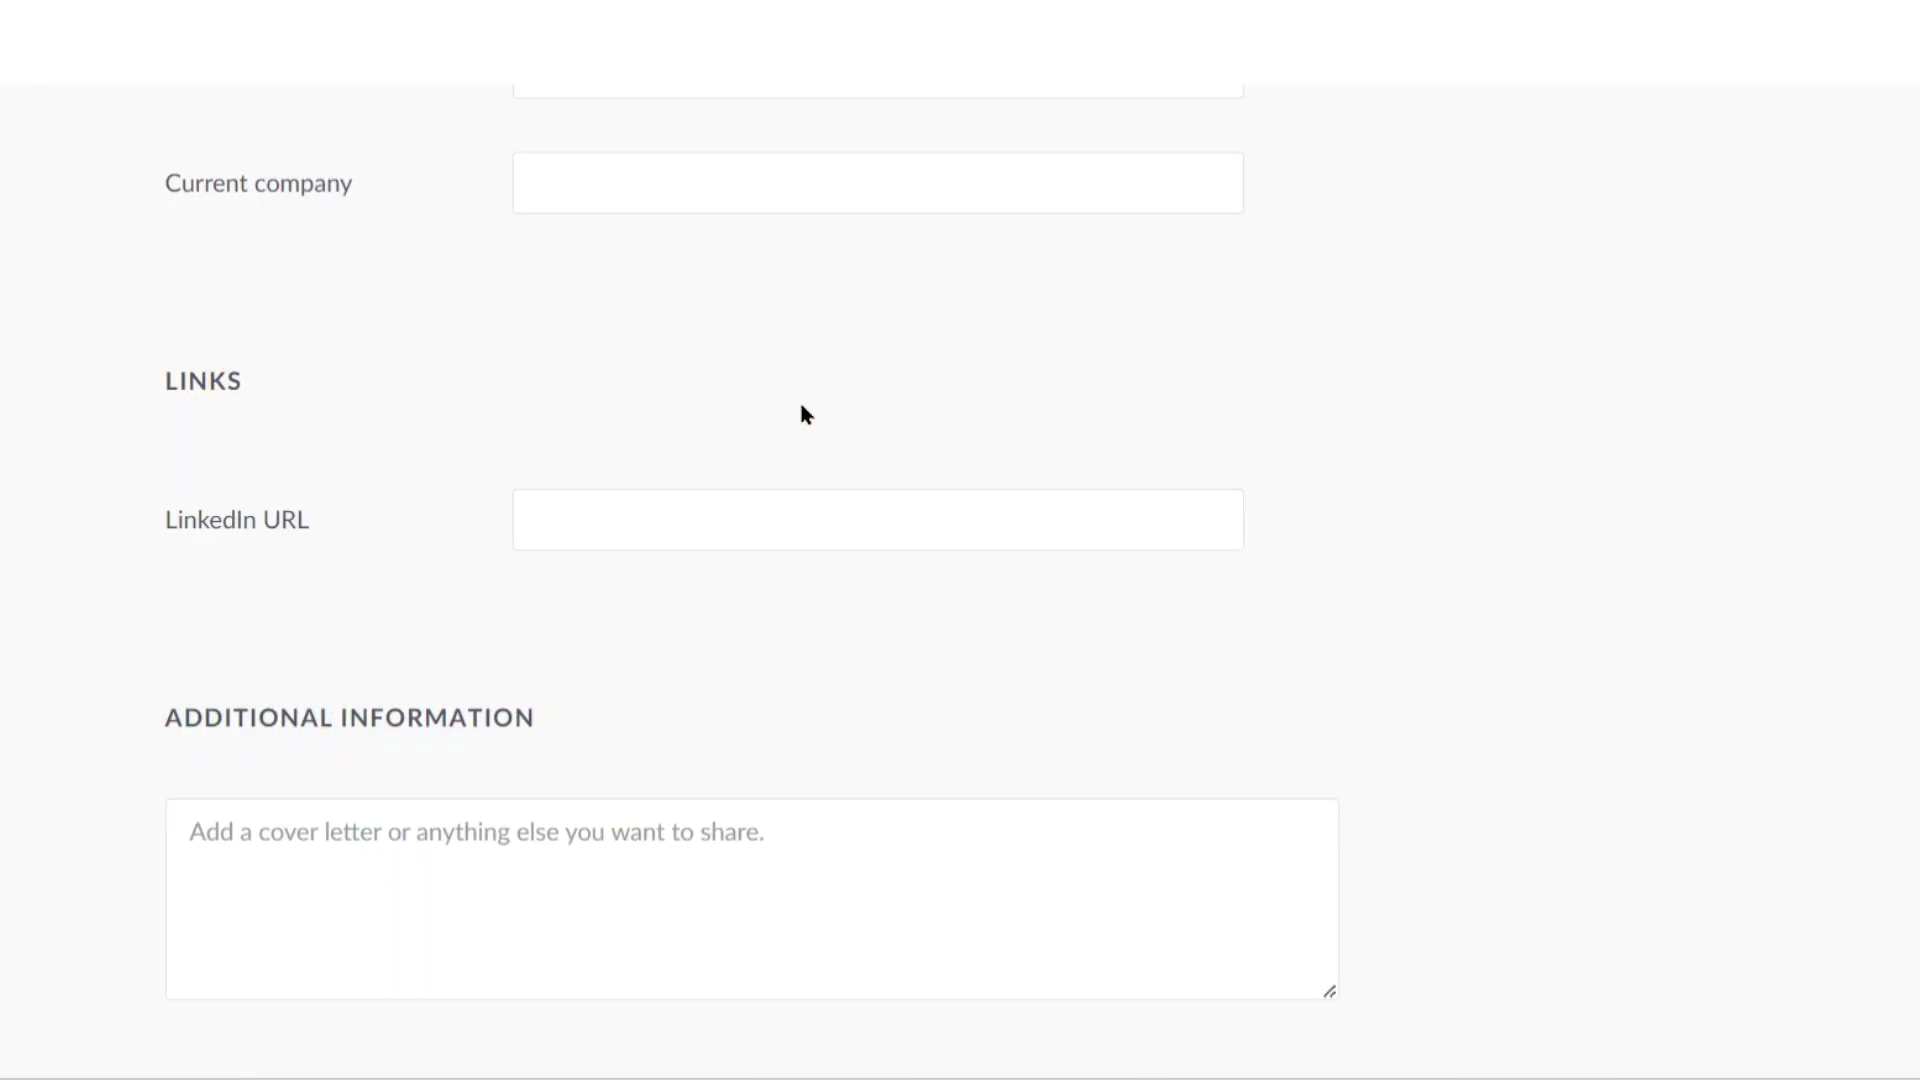 Current company
LINKS
LinkedIn URL
ADDITIONAL INFORMATION
Add a cover letter or anything else you want to share.